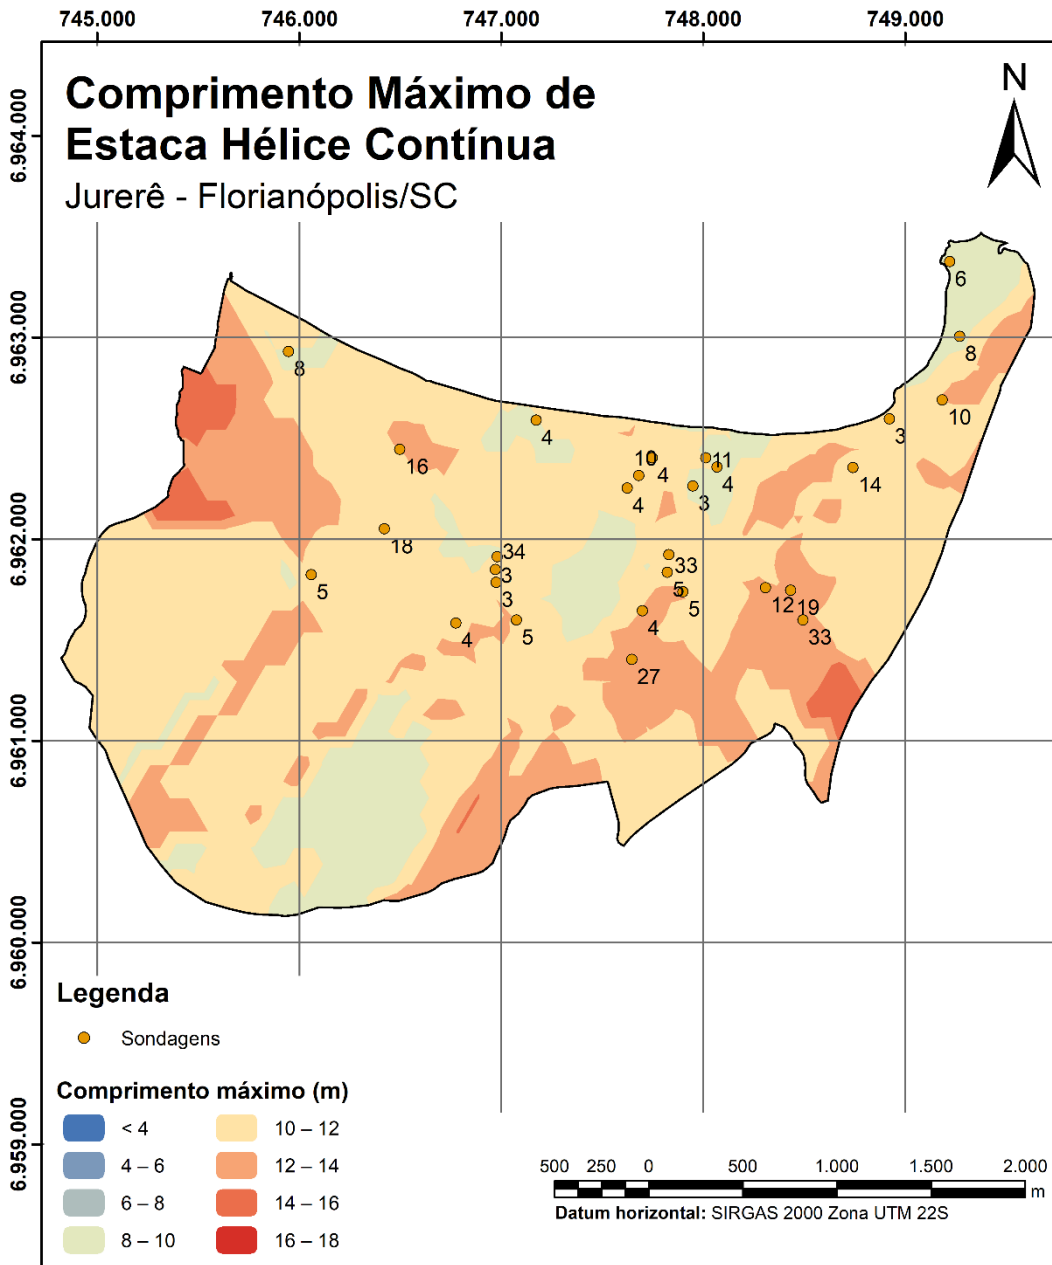 745.000 746.000 747.000 748.000 749.000
Comprimento Máximo de
Estaca Hélice Contínua
Jurerê - Florianópolis/SC
N
6.964.000
6.963.000
6.962.000
6.961.000
6.960.000
6.959.000
6
8
8
10
3
4
16
10
4
11
4
14
4
3
18
34
33
3
5
5
3
5
12
19
4
5
4
33
27
Legenda
Sondagens
Comprimento máximo (m)
< 4
4 – 6
6 – 8
8 – 10
10 – 12
12 – 14
14 – 16
16 – 18
500 250 0 500 1.000 1.500 2.000
m
Datum horizontal: SIRGAS 2000 Zona UTM 22S